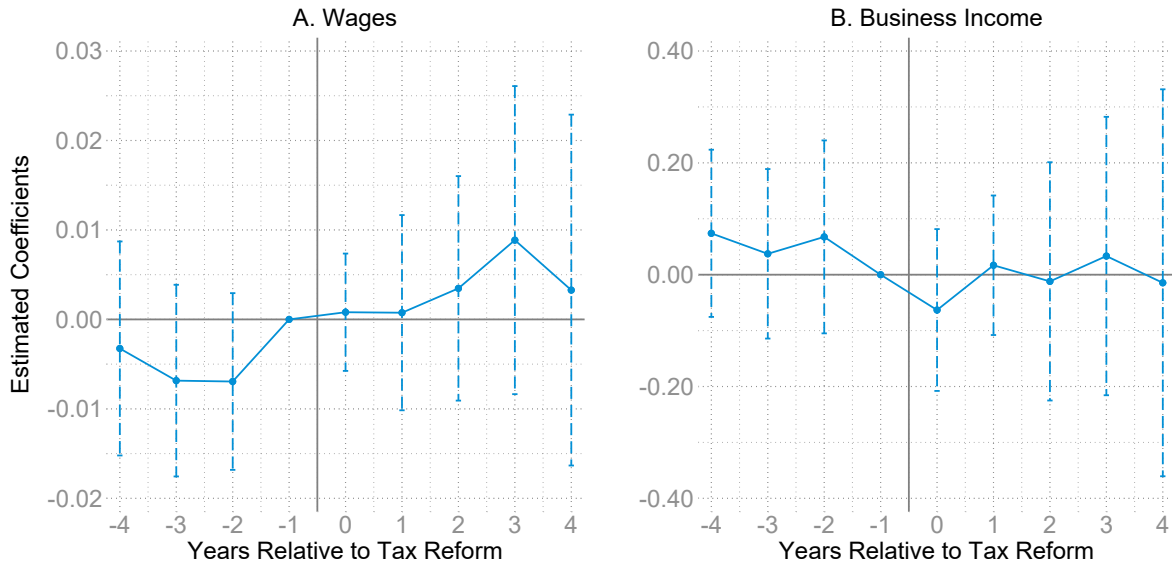 A. Wages
B. Business Income
Estimated Coefficients
0.03
0.02
0.01
0.00
-0.01
-0.02
-4 -3 -2 -1 0 1 2 3 4
Years Relative to Tax Reform
0.40
0.20
0.00
-0.20
-0.40
-4 -3 -2 -1 0 1 2 3 4
Years Relative to Tax Reform